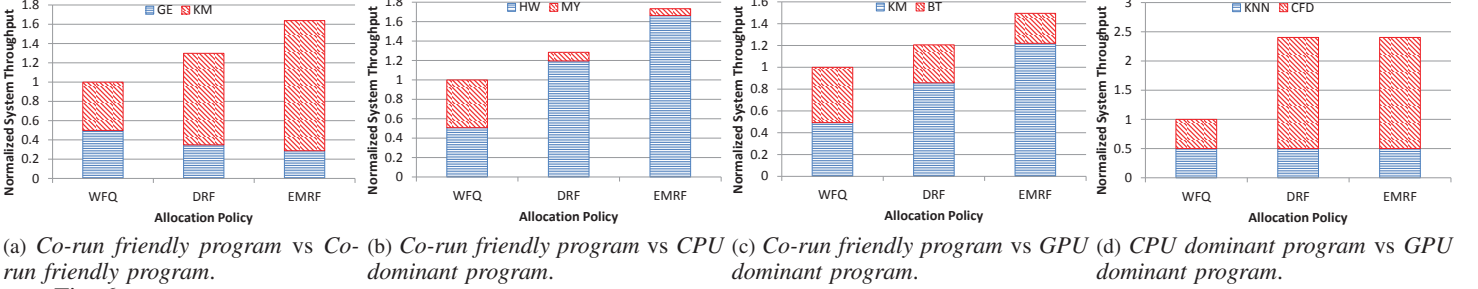 Normalized System Throughput
1.8
1.6
1.4
1.2
1
0.8
0.6
0.4
0.2
0
GE KM
WFQ DRF EMRF
Allocation Policy
(a) Co-run friendly program vs Co-
run friendly program.
Normalized System Throughput
1.8
1.6
1.4
1.2
1
0.8
0.6
0.4
0.2
0
HW MY
WFQ DRF EMRF
Allocation Policy
(b) Co-run friendly program vs CPU
dominant program.
Normalized System Throughput
1.6
1.4
1.2
1
0.8
0.6
0.4
0.2
0
KM BT
WFQ DRF EMRF
Allocation Policy
(c) Co-run friendly program vs GPU
dominant program.
Normalized System Throughput
3
2.5
2
1.5
1
0.5
0
KNN CFD
WFQ DRF EMRF
Allocation Policy
(d) CPU dominant program vs GPU
dominant program.